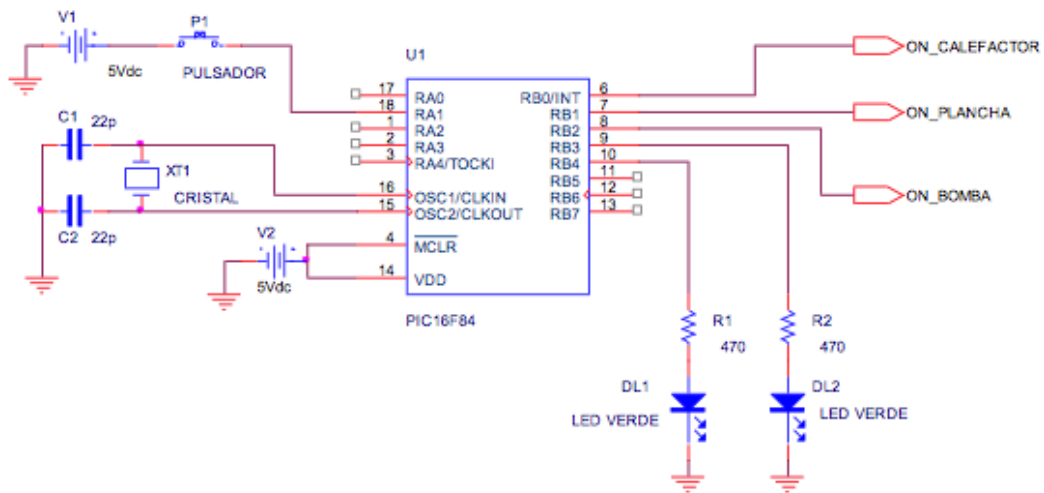 V1
5Vdc
P1
PULSADOR
U1
17 RA0
18 RA1
1 RA2
2 RA3
3 RA4/TOCKI
16 OSC1/CLKIN
15 OSC2/CLKOUT
4 MCLR
14 VDD
RB0/INT 6
RB1 7
RB2 8
RB3 9
RB4 10
RB5 11
RB6 12
RB7 13
PIC16F84
ON_CALEFACTOR
ON_PLANCHA
ON_BOMBA
C1 22p
XT1
CRISTAL
C2 22p
V2
5Vdc
R1
470
R2
470
DL1
LED VERDE
DL2
LED VERDE